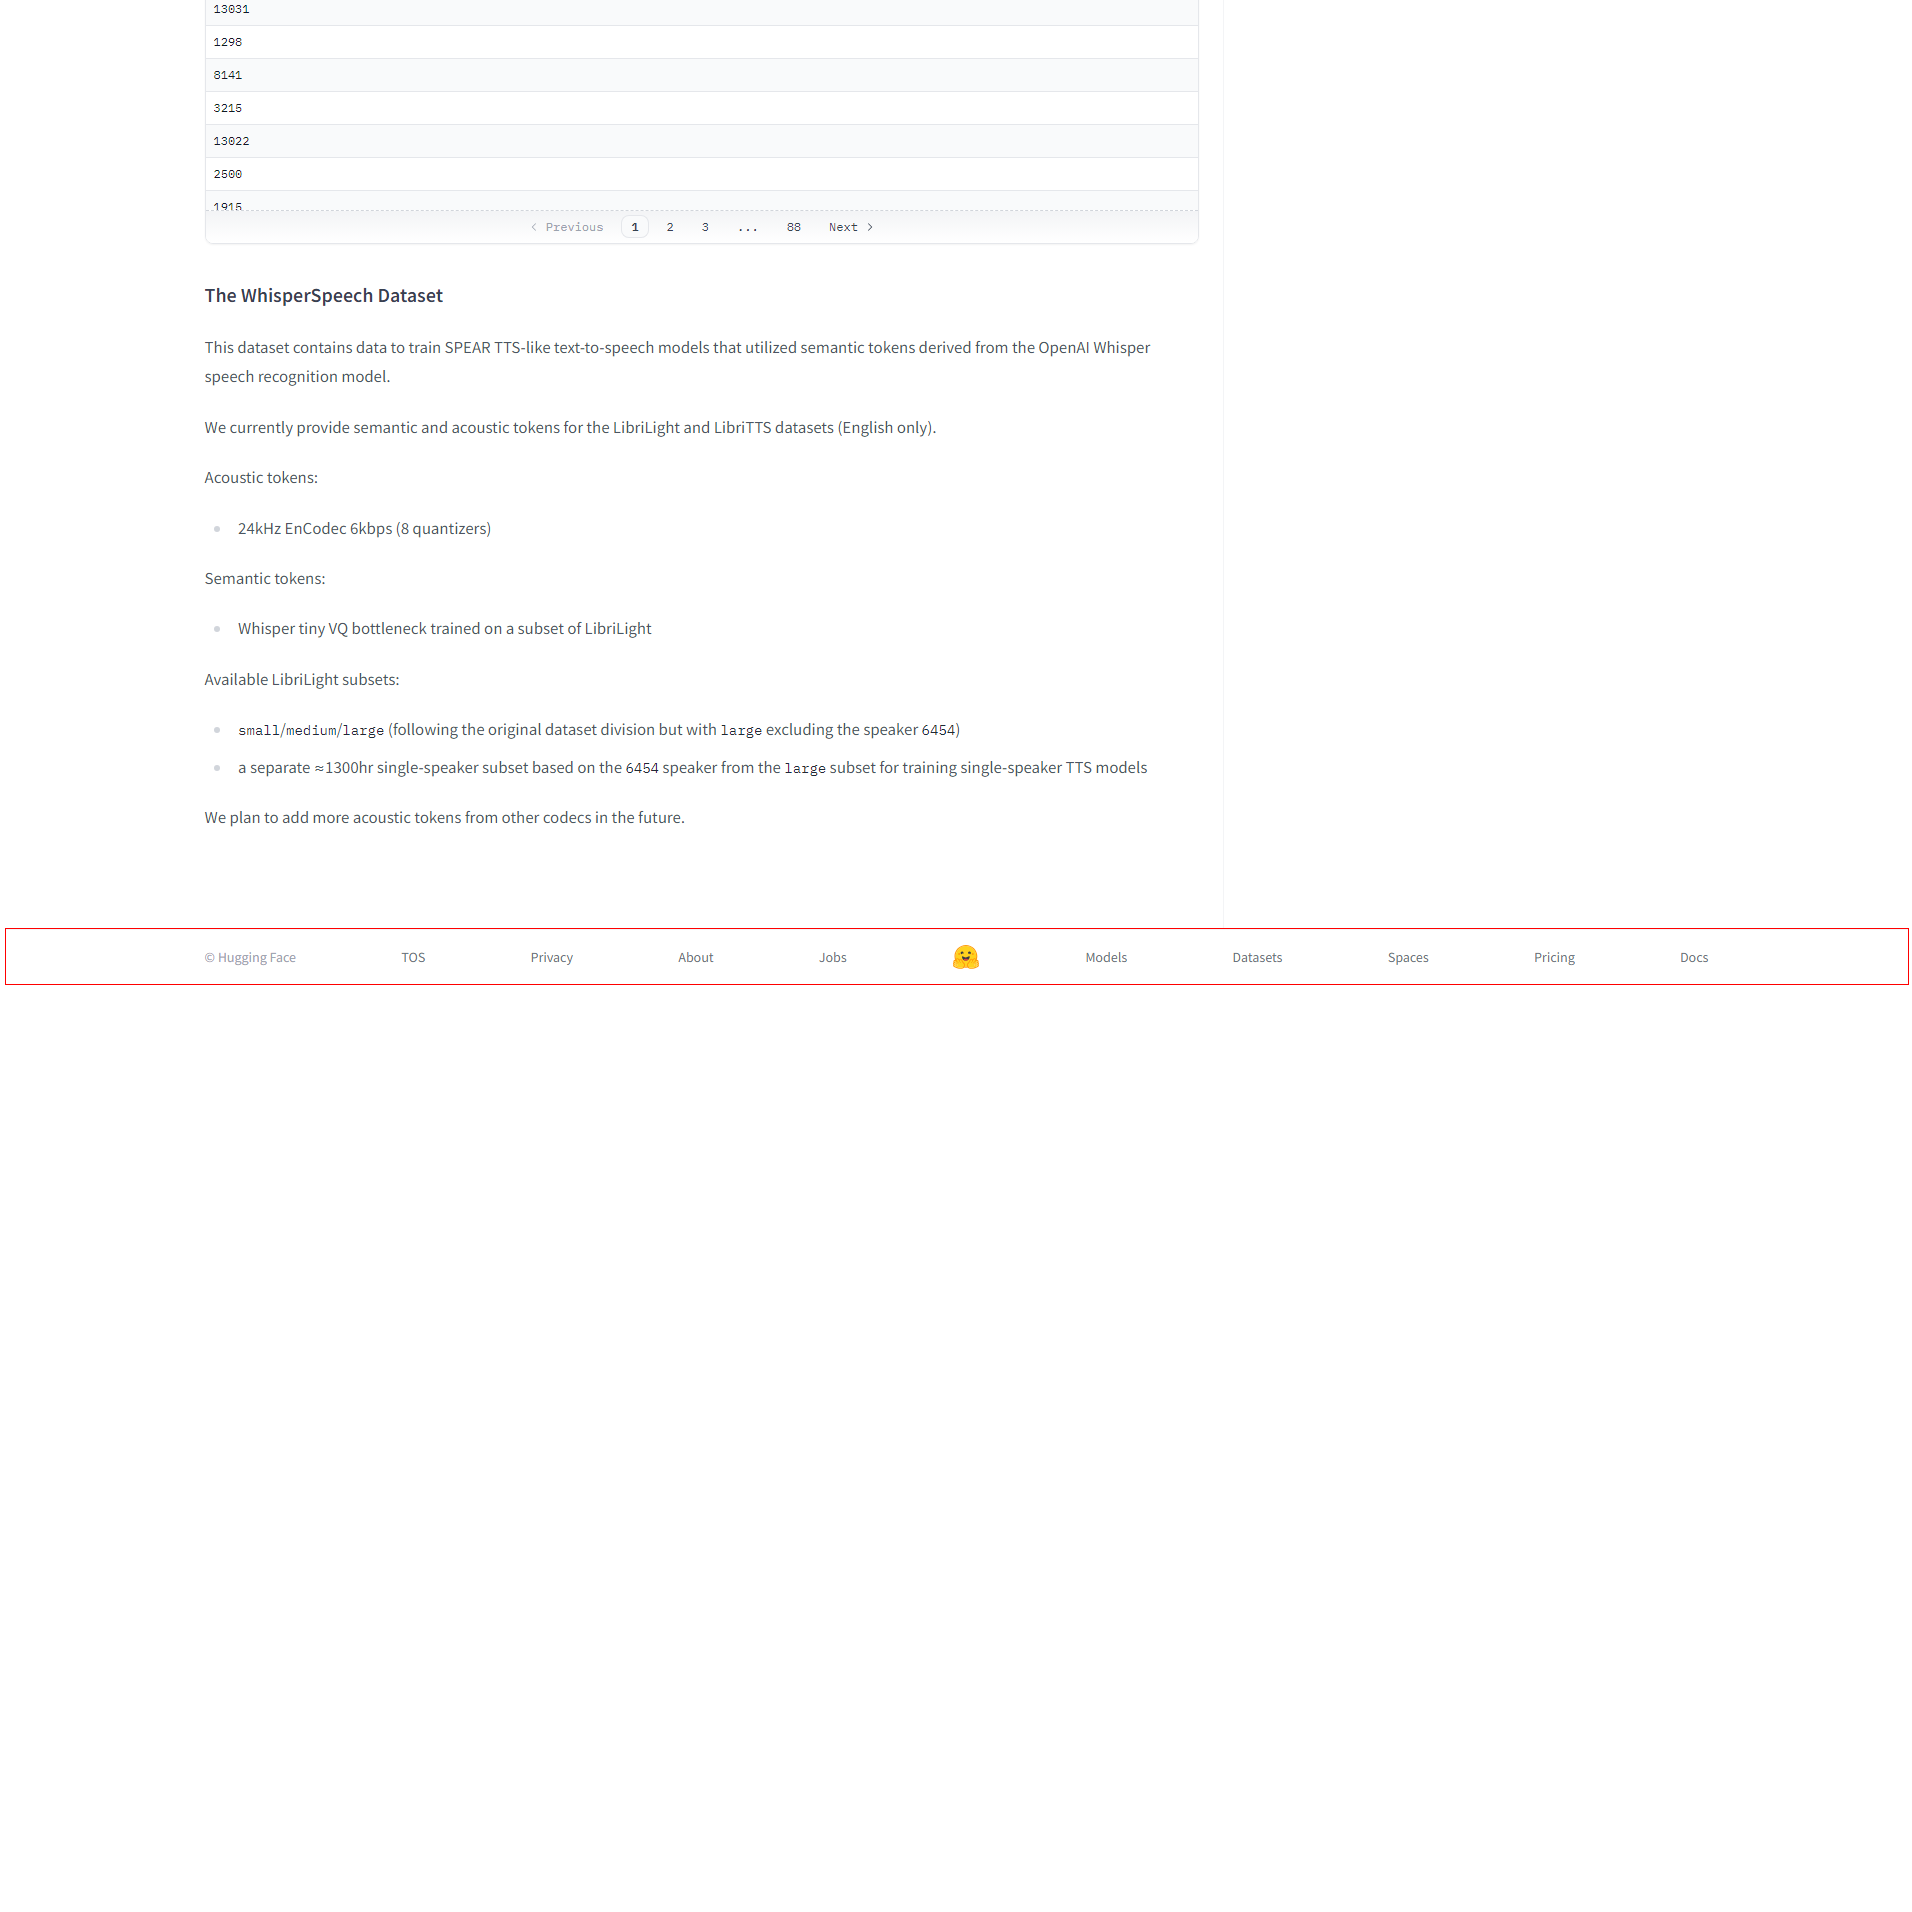 13031
1298
8141
3215
13022
2500
1915
< Previous 1 2 3 ... 88 Next >
The WhisperSpeech Dataset
This dataset contains data to train SPEAR TTS-like text-to-speech models that utilized semantic tokens derived from the OpenAI Whisper
speech recognition model.
We currently provide semantic and acoustic tokens for the LibriLight and LibriTTS datasets (English only).
Acoustic tokens:
24kHz EnCodec 6kbps (8 quantizers)
Semantic tokens:
Whisper tiny VQ bottleneck trained on a subset of LibriLight
Available LibriLight subsets:
small/medium/large (following the original dataset division but with large excluding the speaker 6454)
a separate ≈1300hr single-speaker subset based on the 6454 speaker from the large subset for training single-speaker TTS models
We plan to add more acoustic tokens from other codecs in the future.
© Hugging Face TOS Privacy About Jobs Models Datasets Spaces Pricing Docs